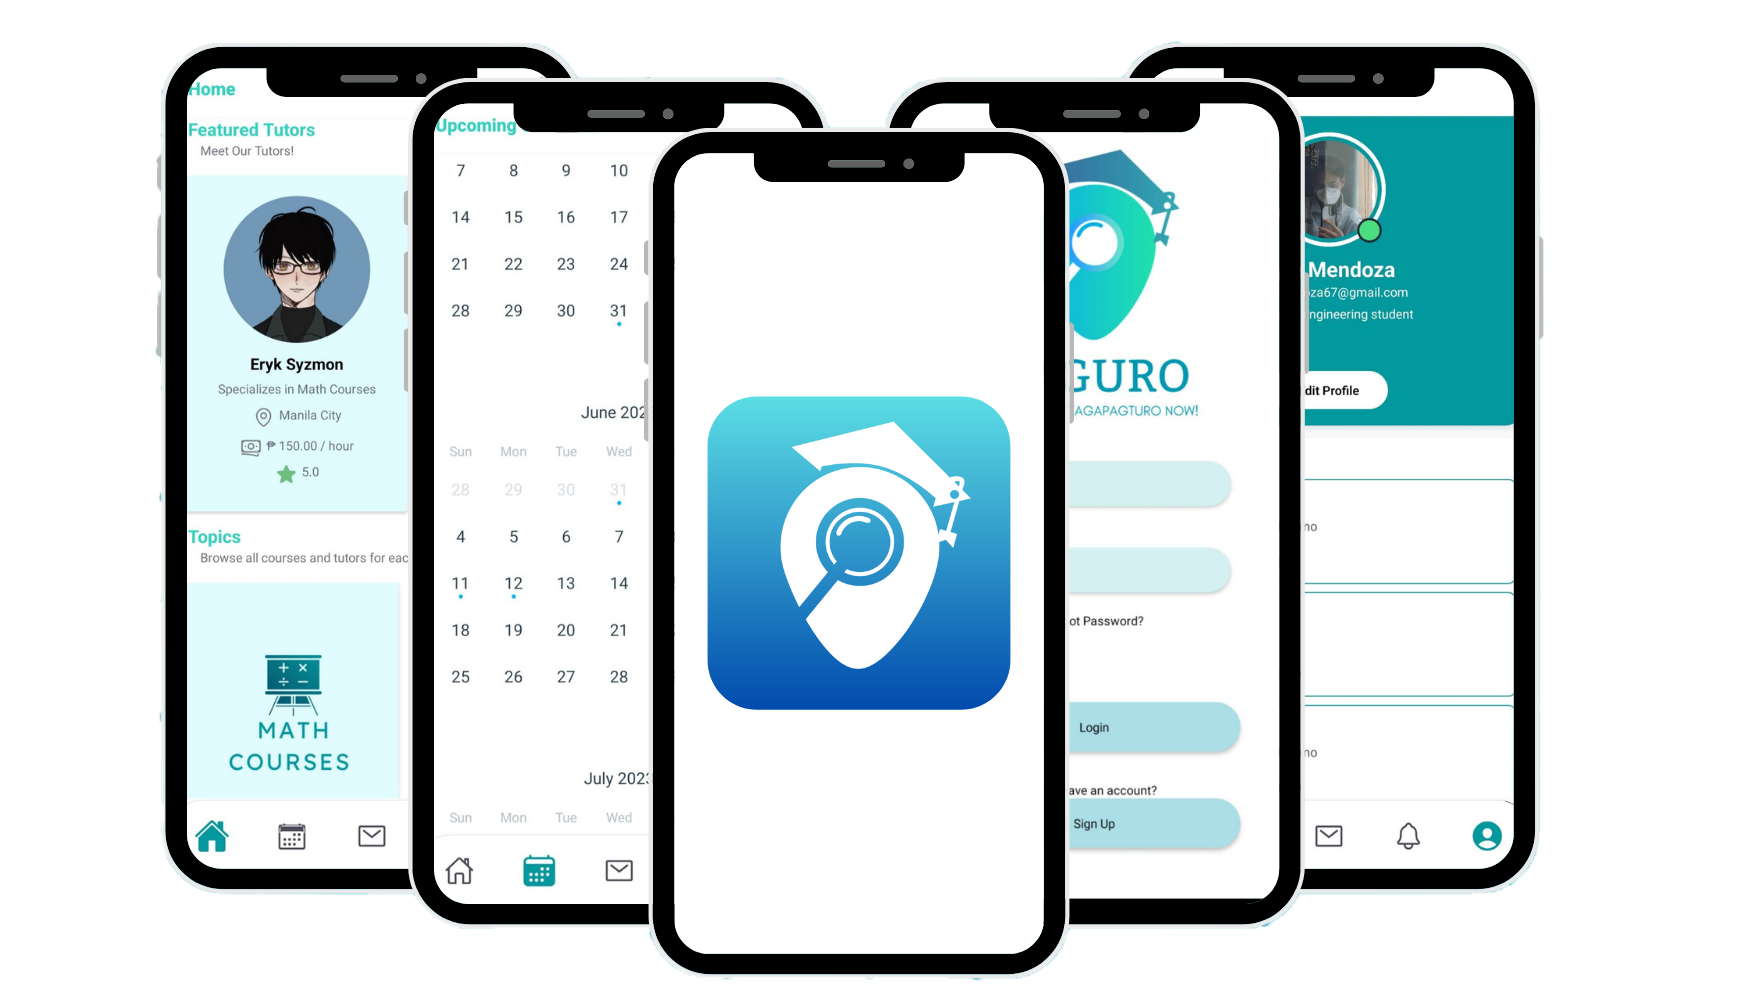 Home
Featured Tutors
Meet Our Tutors!
Eryk Syzmon
Specializes in Math Courses
Manila City
₱ 150.00 / hour
5.0
Topics
Browse all courses and tutors for eac
+ ×
÷ −
MATH
COURSES
Upcoming
7 8 9 10
14 15 16 17
21 22 23 24
28 29 30 31
June 202
Sun Mon Tue Wed
28 29 30 31
4 5 6 7
11 12 13 14
18 19 20 21
25 26 27 28
July 202
Sun Mon Tue Wed
GURO
AGAPAGTURO NOW!
ot Password?
Login
ave an account?
Sign Up
Mendoza
za67@gmail.com
ngineering student
dit Profile
no
no